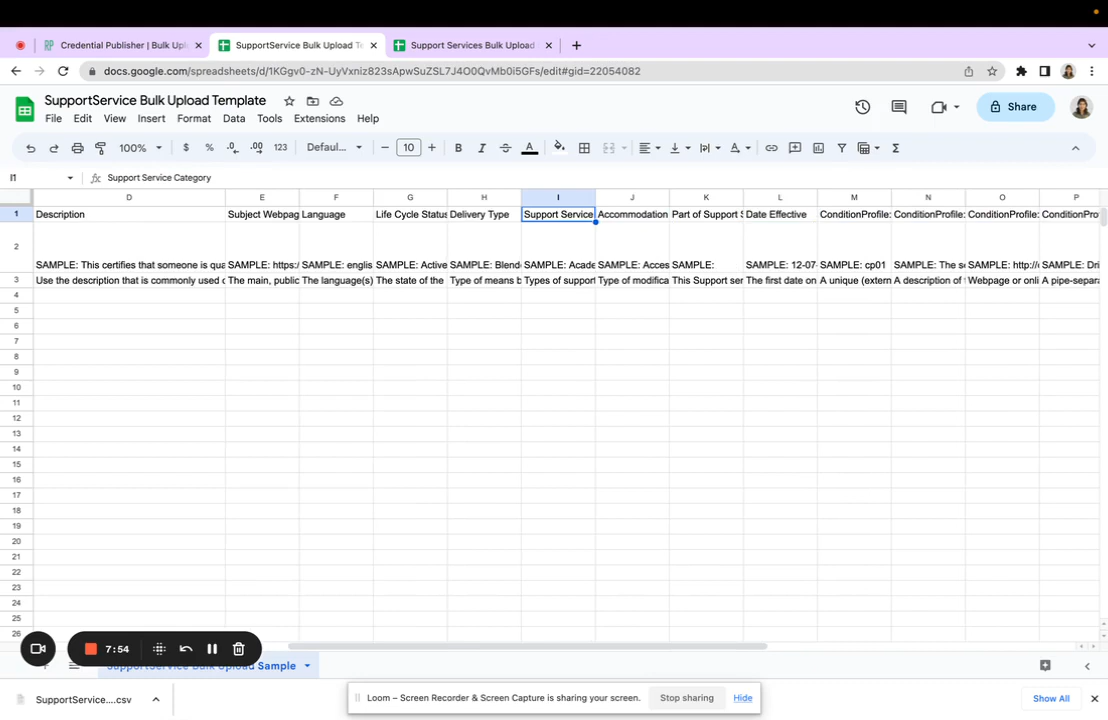 Credential Publisher | Bulk Upl
SupportService Bulk Upload Te
Support Services Bulk Upload
docs.google.com/spreadsheets/d/1KGgv0-zN-UyVxniz823sApwSuZSL7J4O0QvMb0i5GFs/edit#gid=22054082
SupportService Bulk Upload Template
File Edit View Insert Format Data Tools Extensions Help
Share
100% $ % .0 .00 123 Defaul... 10 B I A
I1 fx Support Service Category
D E F G H I J K L M N O P
1 Description Subject Webpag Language Life Cycle Status Delivery Type Support Service Accommodation Part of Support S Date Effective ConditionProfile: ConditionProfile: ConditionProfile: ConditionPro
2 SAMPLE: This certifies that someone is qua SAMPLE: https:/ SAMPLE: englis SAMPLE: Active SAMPLE: Blend SAMPLE: Acade SAMPLE: Acces SAMPLE: SAMPLE: 12-07- SAMPLE: cp01 SAMPLE: The se SAMPLE: http:// SAMPLE: Dri
3 Use the description that is commonly used o The main, public The language(s) The state of the Type of means b Types of support Type of modifica This Support ser The first date on A unique (extern A description of Webpage or onli A pipe-separa
4
5
6
7
8
9
10
11
12
13
14
15
16
17
18
19
20
21
22
23
24
25
26
7:54
SupportService Bulk Upload Sample
SupportService....csv
Loom – Screen Recorder & Screen Capture is sharing your screen.
Stop sharing
Hide
Show All